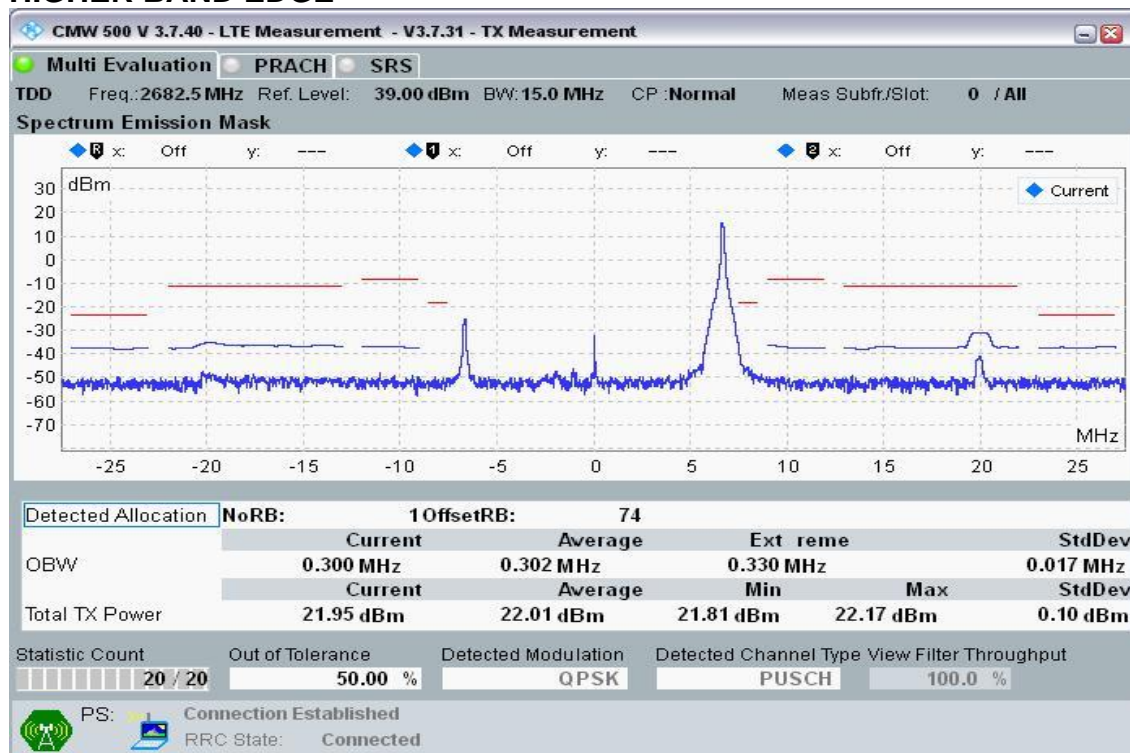 HIGHER BAND EDGE
CMW 500 V 3.7.40 - LTE Measurement - V3.7.31 - TX Measurement
Multi Evaluation PRACH SRS
TDD Freq.:2682.5 MHz Ref. Level: 39.00 dBm BW:15.0 MHz CP :Normal Meas Subfr./Slot: 0 / All
Spectrum Emission Mask
R x: Off y: --- 1 x: Off y: --- 2 x: Off y: ---
dBm
Current
30
20
10
0
-10
-20
-30
-40
-50
-60
-70
MHz
-25 -20 -15 -10 -5 0 5 10 15 20 25
Detected Allocation NoRB: 1 OffsetRB: 74
Current Average Ext reme StdDev
OBW 0.300 MHz 0.302 MHz 0.330 MHz 0.017 MHz
Current Average Min Max StdDev
Total TX Power 21.95 dBm 22.01 dBm 21.81 dBm 22.17 dBm 0.10 dBm
Statistic Count Out of Tolerance Detected Modulation Detected Channel Type View Filter Throughput
20 / 20 50.00 % QPSK PUSCH 100.0 %
PS: Connection Established
RRC State: Connected